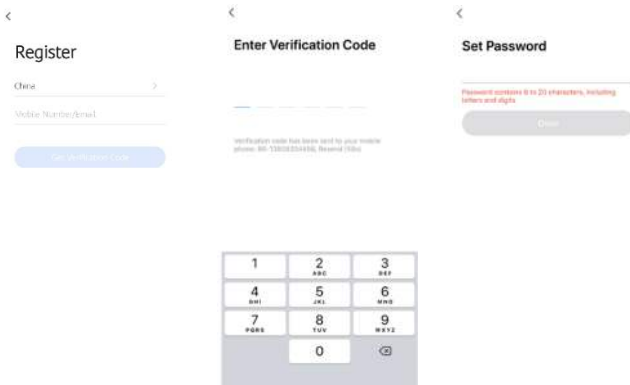 Register
China
Mobile Number/Email
Get Verification Code
Enter Verification Code
Verification code has been sent to your mobile
phone: 86- Resend
Set Password
Password contains 6 to 20 characters, including
letters and digits
Done
1
2
ABC
3
DEF
4
GHI
5
JKL
6
MNO
7
PQRS
8
TUV
9
WXYZ
0